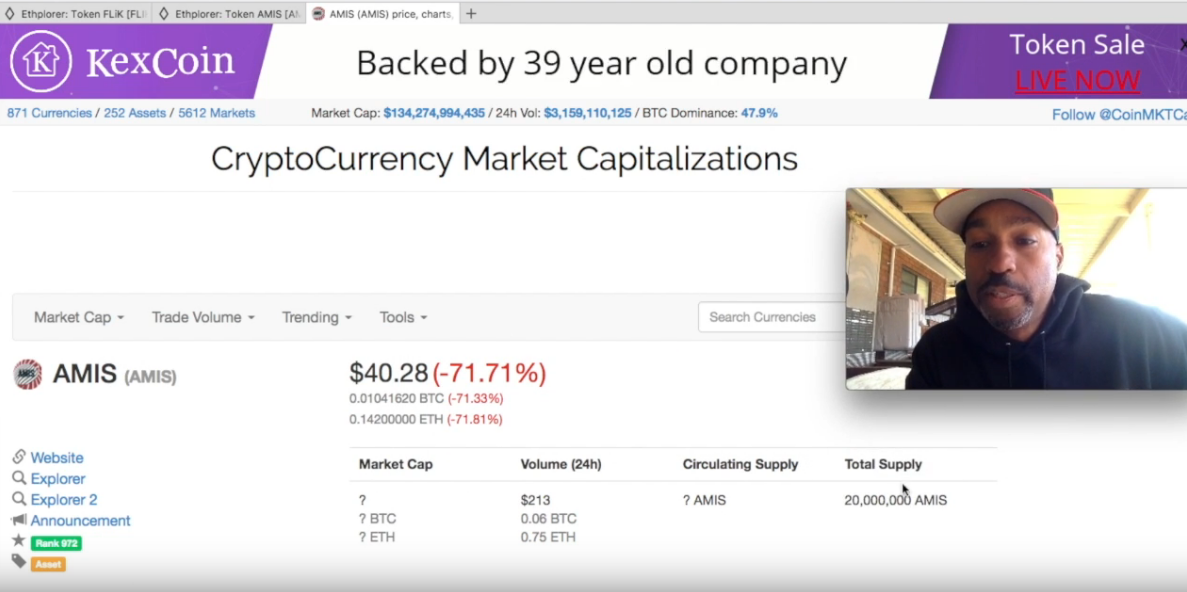 Ethplorer: Token FLiK [FLI
Ethplorer: Token AMIS [AM
AMIS (AMIS) price, charts,
+
K KexCoin
Backed by 39 year old company
Token Sale
LIVE NOW
871 Currencies / 252 Assets / 5612 Markets
Market Cap: $134,274,994,435 / 24h Vol: $3,159,110,125 / BTC Dominance: 47.9%
Follow @CoinMKTCa
CryptoCurrency Market Capitalizations
Market Cap
Trade Volume
Trending
Tools
Search Currencies
AMIS (AMIS)
$40.28 (-71.71%)
0.01041620 BTC (-71.33%)
0.14200000 ETH (-71.81%)
Website
Explorer
Explorer 2
Announcement
Rank 972
Asset
Market Cap
Volume (24h)
Circulating Supply
Total Supply
?
$213
? AMIS
20,000,000 AMIS
? BTC
0.06 BTC
? ETH
0.75 ETH